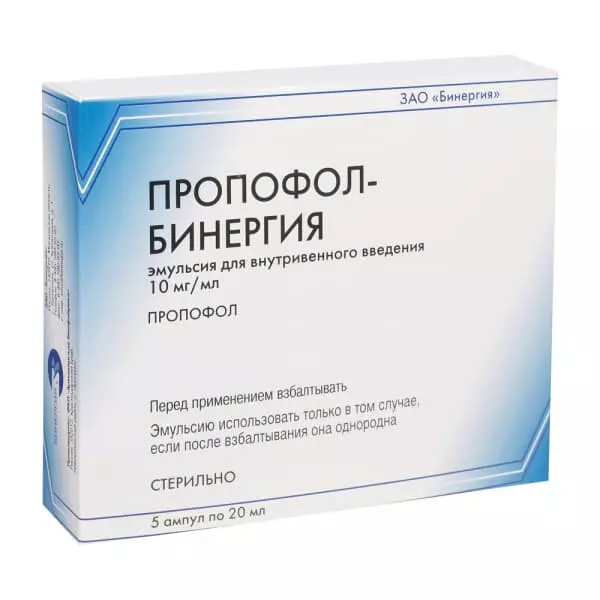 ЗАО «Бинергия»
ПРОПОФОЛ-
БИНЕРГИЯ
эмульсия для внутривенного введения
10 мг/мл
ПРОПОФОЛ
Перед применением взбалтывать
Эмульсию использовать только в том случае,
если после взбалтывания она однородна
СТЕРИЛЬНО
5 ампул по 20 мл